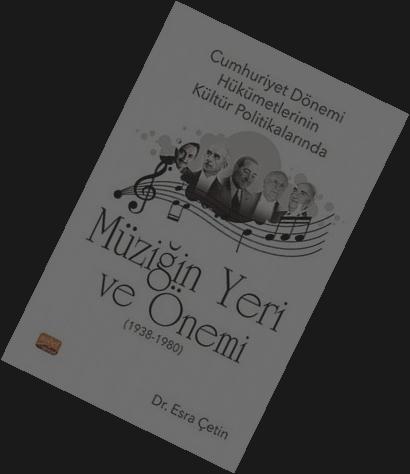 Cumhuriyet Dönemi
Hükümetlerinin
Kültür Politikalarında
Müziğin Yeri
ve Önemi
(1938-1980)
Dr. Esra Çetin